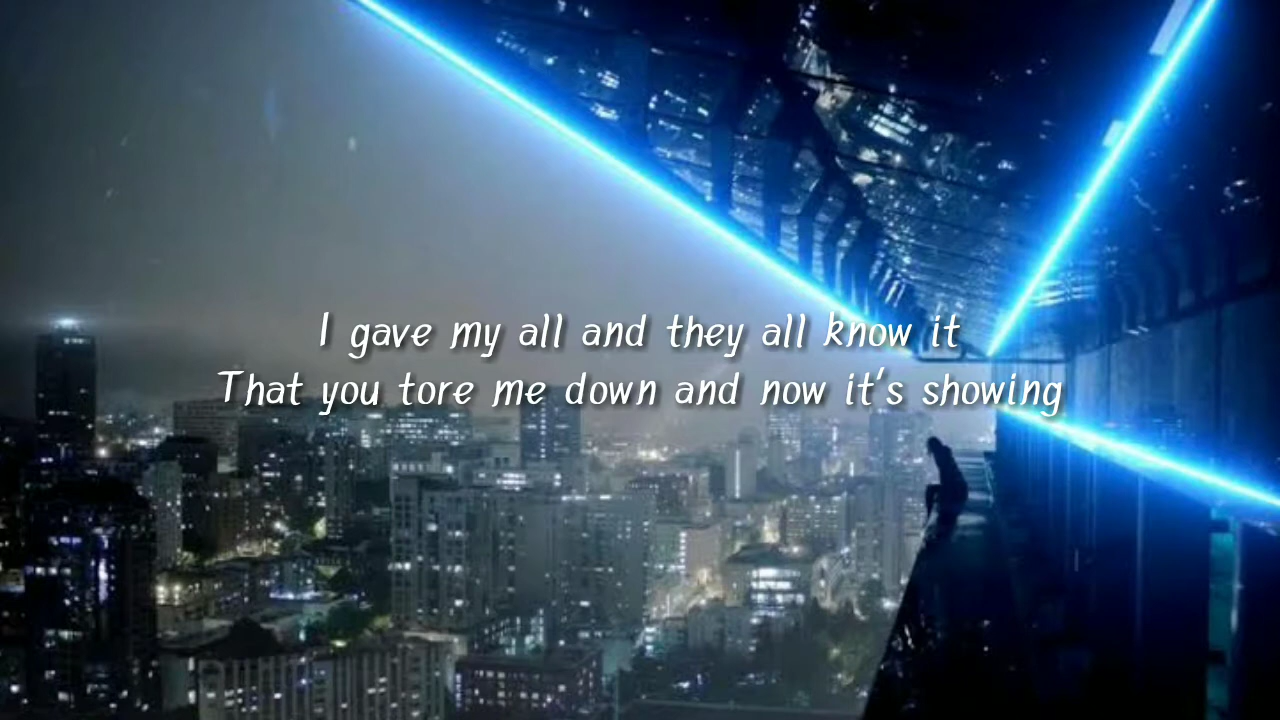 I gave my all and they all know it
That you tore me down and now it's showing